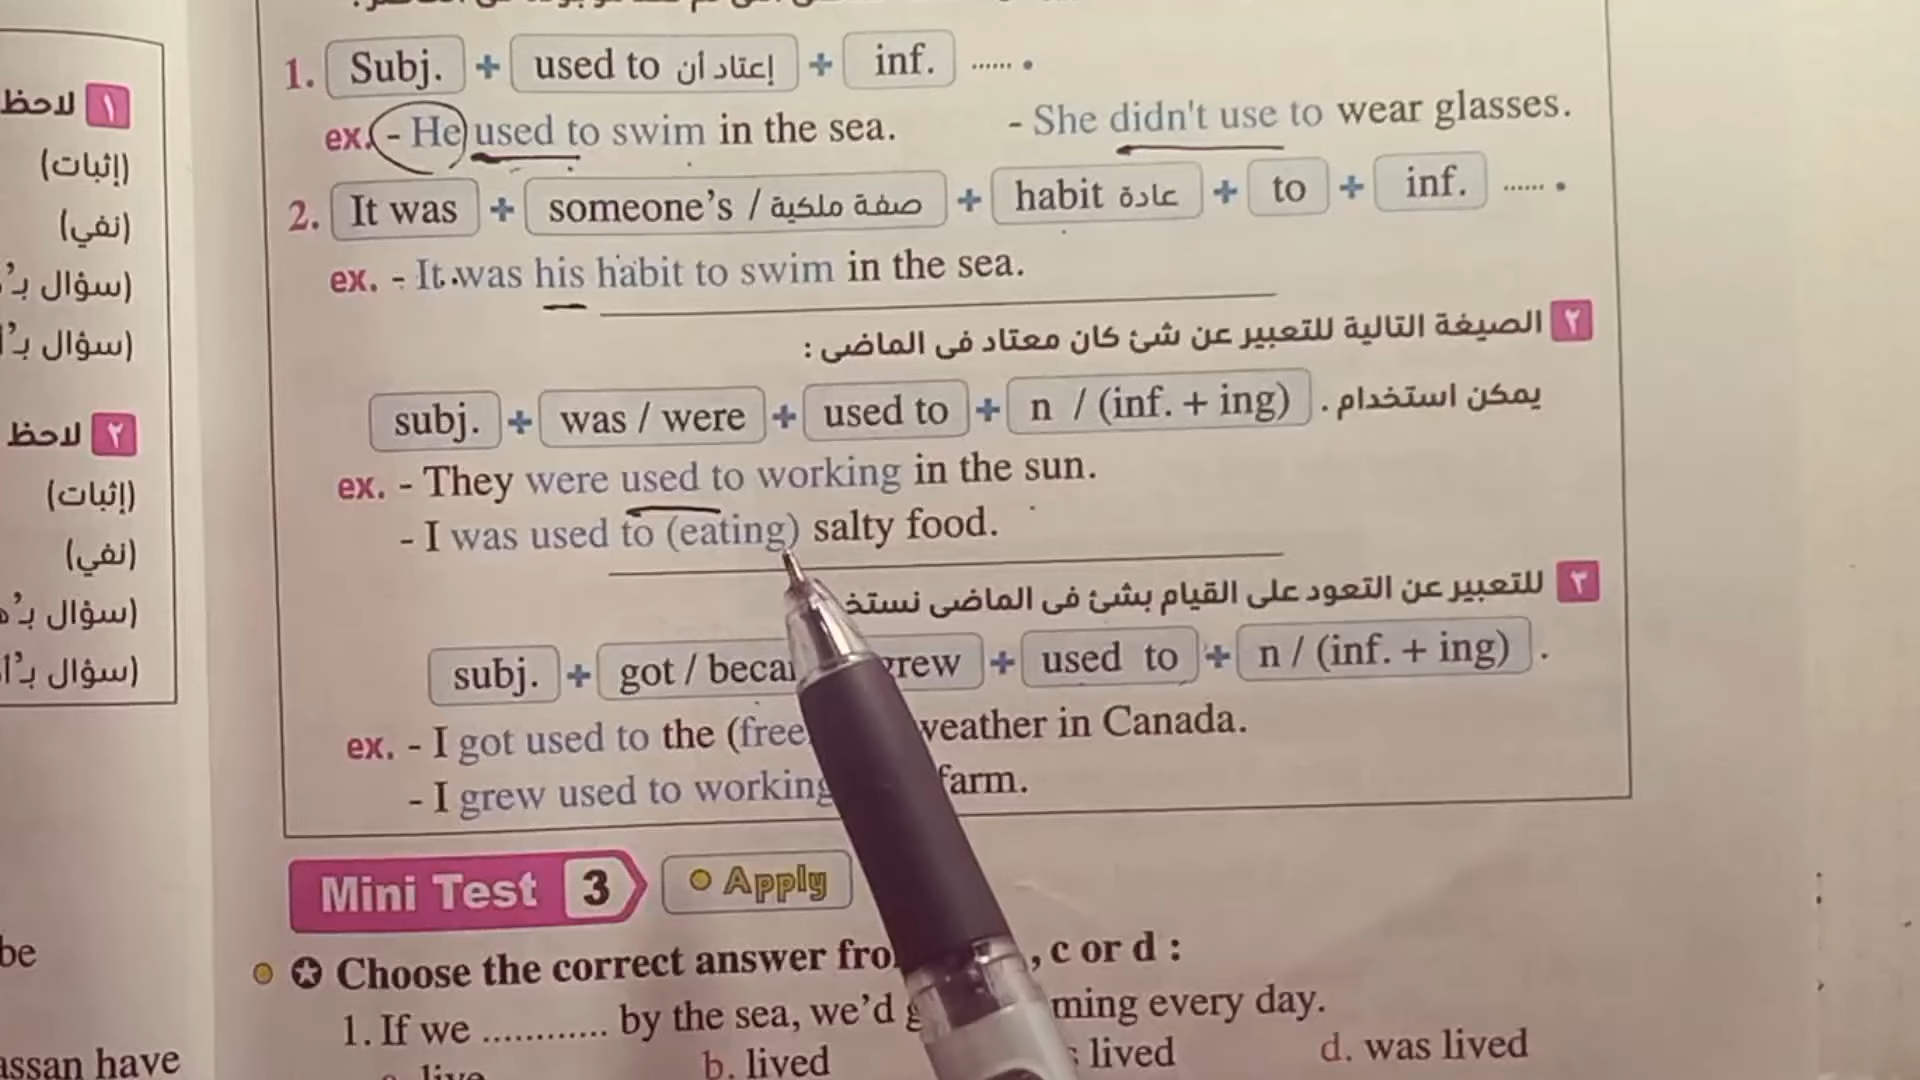 1. Subj. + used to إعتاد أن + inf. ...... .
ex. - He used to swim in the sea. - She didn't use to wear glasses.
2. It was + someone's / صفة ملكية + habit عادة + to + inf. ...... .
ex. - It was his habit to swim in the sea.
٢ الصيغة التالية للتعبير عن شئ كان معتاد فى الماضى :
يمكن استخدام . subj. + was / were + used to + n / (inf. + ing)
ex. - They were used to working in the sun.
- I was used to (eating) salty food.
٣ للتعبير عن التعود على القيام بشئ فى الماضى
subj. + got / grew + used to + n / (inf. + ing) .
ex. - I got used to the weather in Canada.
- I grew used to working farm.
Mini Test 3 Apply
Choose the correct answer , c or d :
1. If we ............ by the sea, we'd every day.
b. lived lived d. was lived
١ لاحظ
(إثبات)
(نفي)
(سؤال بـ
(سؤال بـ
٢ لاحظ
(إثبات)
(نفي)
(سؤال بـ
(سؤال بـ
be
have